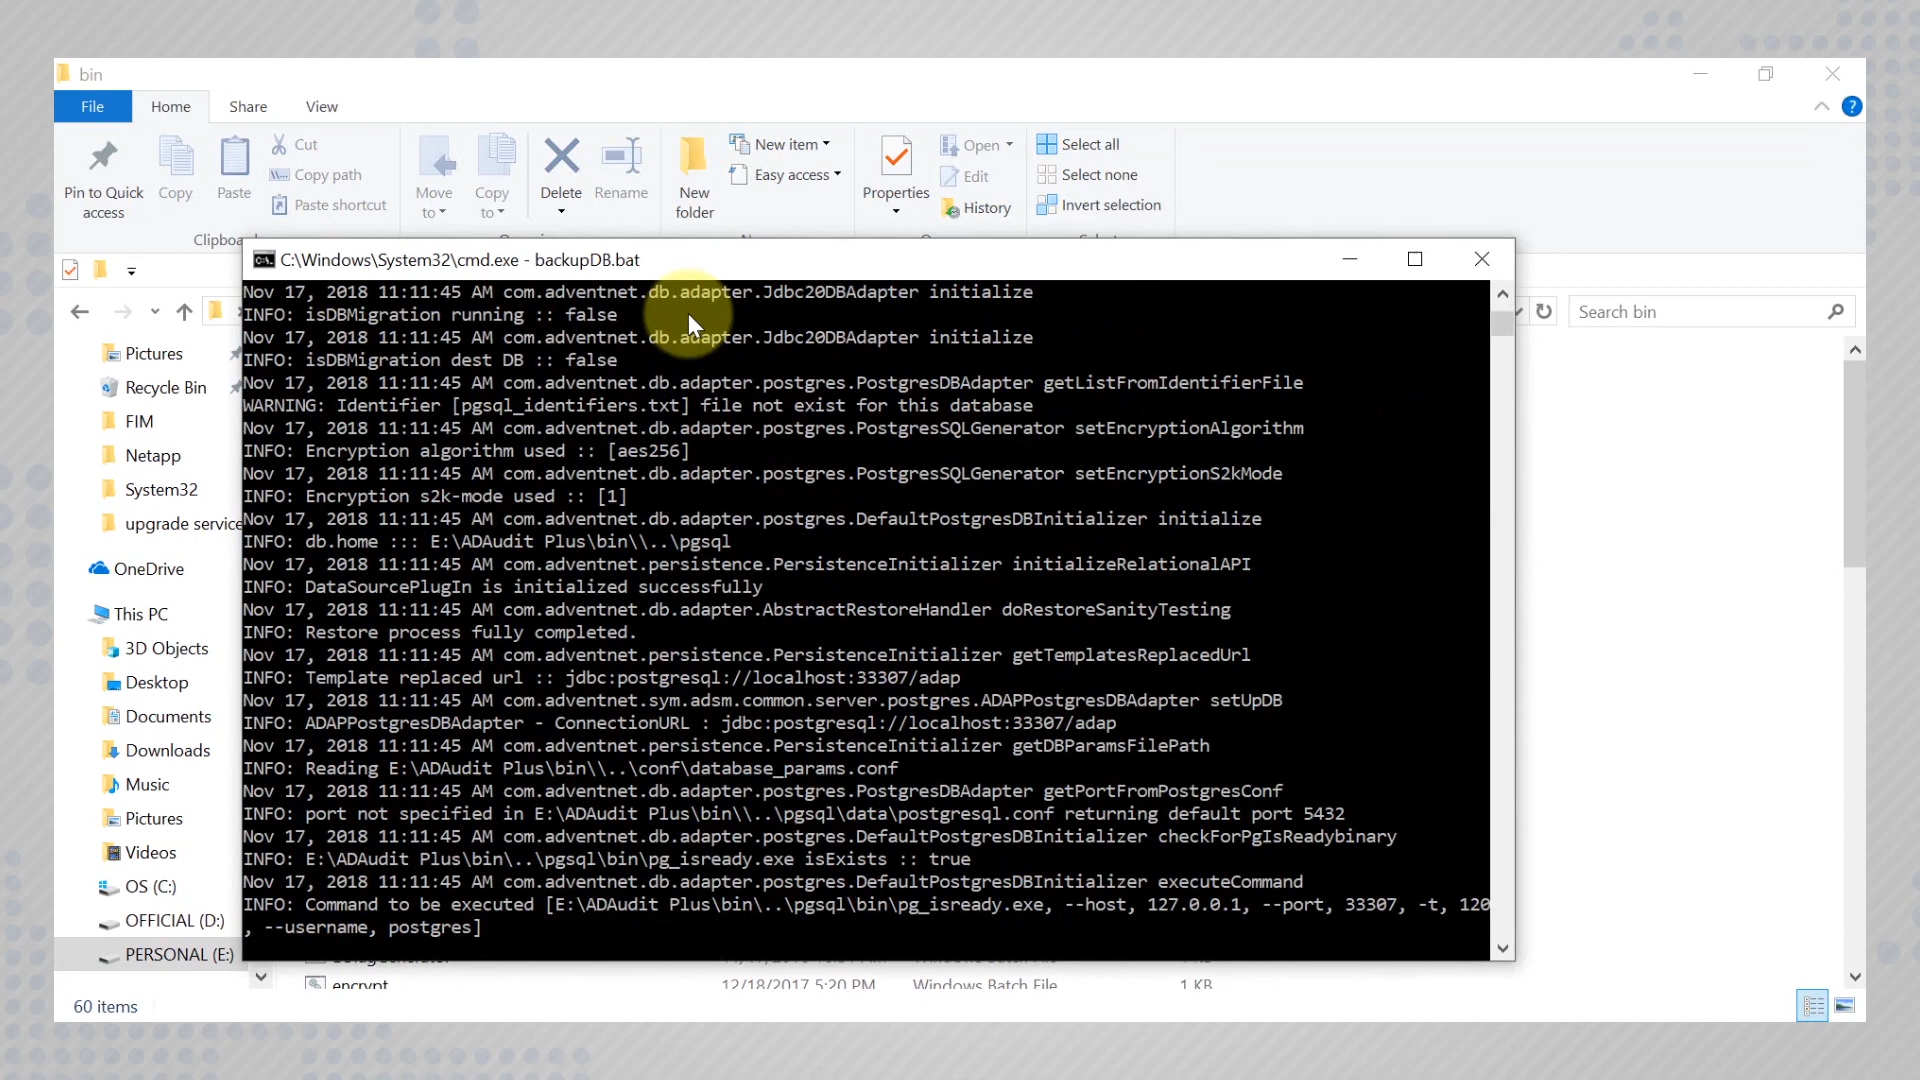 bin
File
Home
Share
View
Pin to Quick
access
Copy
Paste
Cut
Copy path
Paste shortcut
Move
to
Copy
to
Delete
Rename
New
folder
New item
Easy access
Properties
Open
Edit
History
Select all
Select none
Invert selection
C:\Windows\System32\cmd.exe - backupDB.bat
Search bin
Pictures
Recycle Bin
FIM
Netapp
System32
upgrade service
OneDrive
This PC
3D Objects
Desktop
Documents
Downloads
Music
Pictures
Videos
OS (C:)
OFFICIAL (D:)
PERSONAL (E:)
Nov 17, 2018 11:11:45 AM com.adventnet.db.adapter.Jdbc20DBAdapter initialize
INFO: isDBMigration running :: false
Nov 17, 2018 11:11:45 AM com.adventnet.db.adapter.Jdbc20DBAdapter initialize
INFO: isDBMigration dest DB :: false
Nov 17, 2018 11:11:45 AM com.adventnet.db.adapter.postgres.PostgresDBAdapter getListFromIdentifierFile
WARNING: Identifier [pgsql_identifiers.txt] file not exist for this database
Nov 17, 2018 11:11:45 AM com.adventnet.db.adapter.postgres.PostgresSQLGenerator setEncryptionAlgorithm
INFO: Encryption algorithm used :: [aes256]
Nov 17, 2018 11:11:45 AM com.adventnet.db.adapter.postgres.PostgresSQLGenerator setEncryptionS2kMode
INFO: Encryption s2k-mode used :: [1]
Nov 17, 2018 11:11:45 AM com.adventnet.db.adapter.postgres.DefaultPostgresDBInitializer initialize
INFO: db.home ::: E:\ADAudit Plus\bin\\..\pgsql
Nov 17, 2018 11:11:45 AM com.adventnet.persistence.PersistenceInitializer initializeRelationalAPI
INFO: DataSourcePlugIn is initialized successfully
Nov 17, 2018 11:11:45 AM com.adventnet.db.adapter.AbstractRestoreHandler doRestoreSanityTesting
INFO: Restore process fully completed.
Nov 17, 2018 11:11:45 AM com.adventnet.persistence.PersistenceInitializer getTemplatesReplacedUrl
INFO: Template replaced url :: jdbc:postgresql://localhost:33307/adap
Nov 17, 2018 11:11:45 AM com.adventnet.sym.adsm.common.server.postgres.ADAPPostgresDBAdapter setUpDB
INFO: ADAPPostgresDBAdapter - ConnectionURL : jdbc:postgresql://localhost:33307/adap
Nov 17, 2018 11:11:45 AM com.adventnet.persistence.PersistenceInitializer getDBParamsFilePath
INFO: Reading E:\ADAudit Plus\bin\\..\conf\database_params.conf
Nov 17, 2018 11:11:45 AM com.adventnet.db.adapter.postgres.PostgresDBAdapter getPortFromPostgresConf
INFO: port not specified in E:\ADAudit Plus\bin\\..\pgsql\data\postgresql.conf returning default port 5432
Nov 17, 2018 11:11:45 AM com.adventnet.db.adapter.postgres.DefaultPostgresDBInitializer checkForPgIsReadybinary
INFO: E:\ADAudit Plus\bin\..\pgsql\bin\pg_isready.exe isExists :: true
Nov 17, 2018 11:11:45 AM com.adventnet.db.adapter.postgres.DefaultPostgresDBInitializer executeCommand
INFO: Command to be executed [E:\ADAudit Plus\bin\..\pgsql\bin\pg_isready.exe, --host, 127.0.0.1, --port, 33307, -t, 120
, --username, postgres]
encrypt 12/18/2017 5:20 PM Windows Batch File 1 KB
60 items